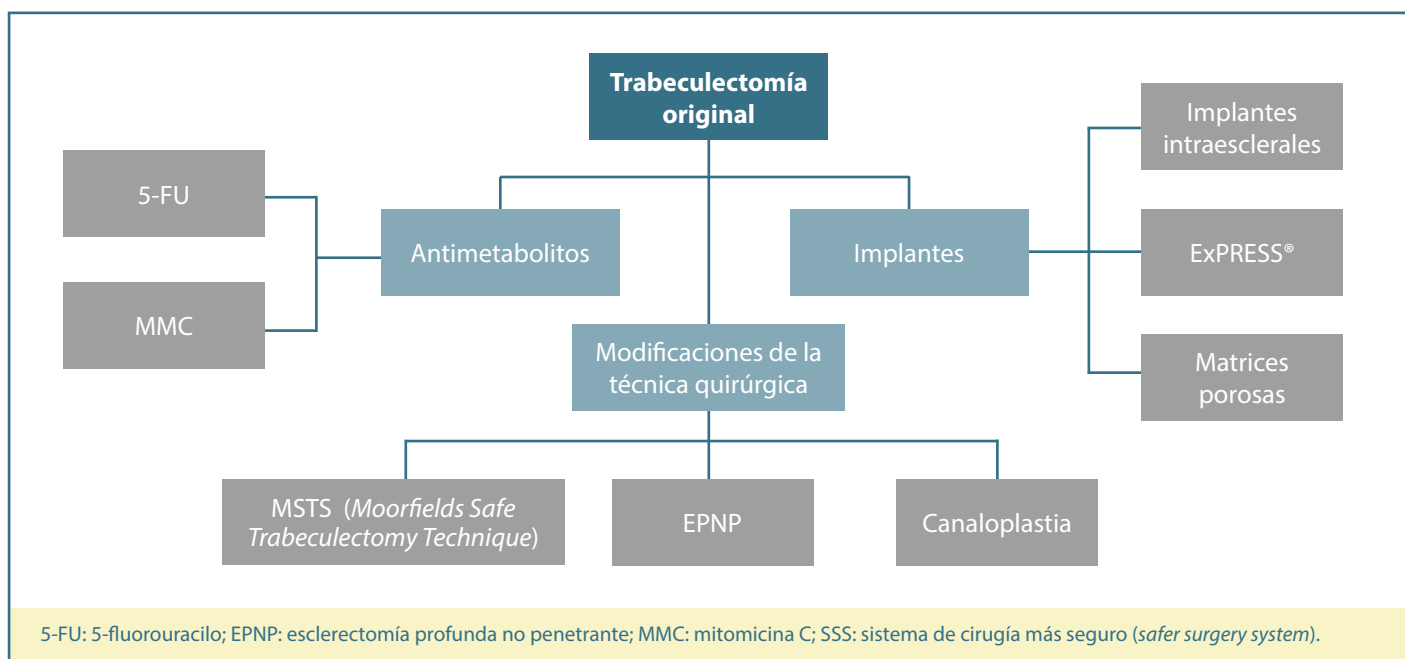 Trabeculectomía
original
5-FU
MMC
Antimetabolitos
Implantes
Implantes
intraesclerales
ExPRESS®
Matrices
porosas
Modificaciones de la
técnica quirúrgica
MSTS (Moorfields Safe
Trabeculectomy Technique)
EPNP
Canaloplastia
5-FU: 5-fluorouracilo; EPNP: esclerectomía profunda no penetrante; MMC: mitomicina C; SSS: sistema de cirugía más seguro (safer surgery system).